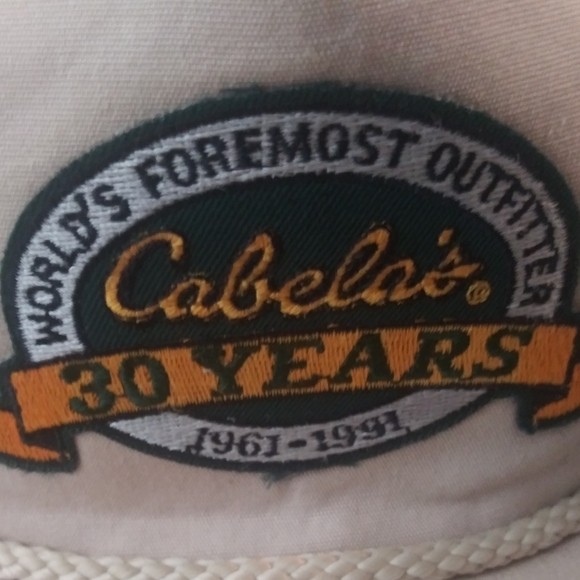 WORLD'S FOREMOST OUTFITTER
Cabela's®
30 YEARS
1961-1991